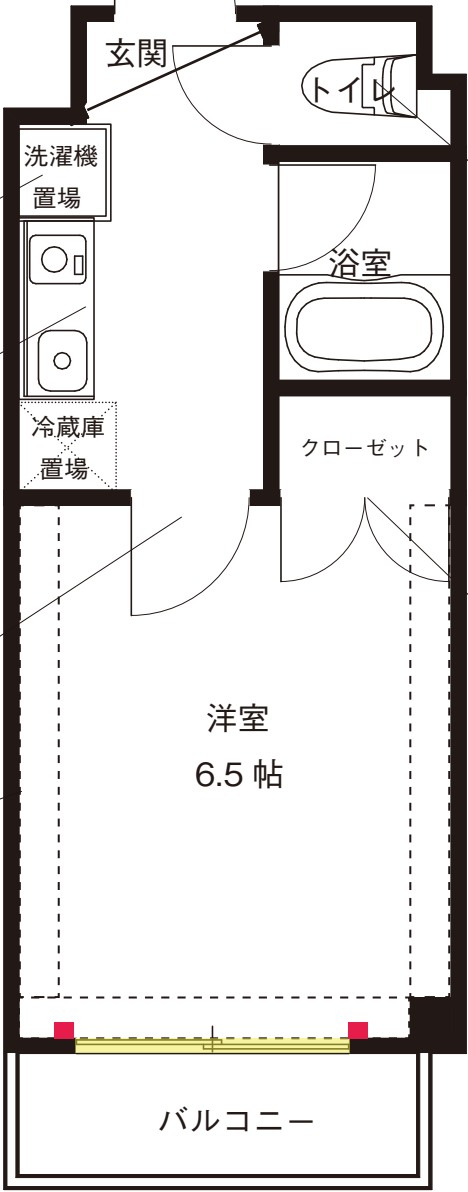 玄関
トイレ
洗濯機
置場
浴室
冷蔵庫
置場
クローゼット
洋室
6.5 帖
バルコニー